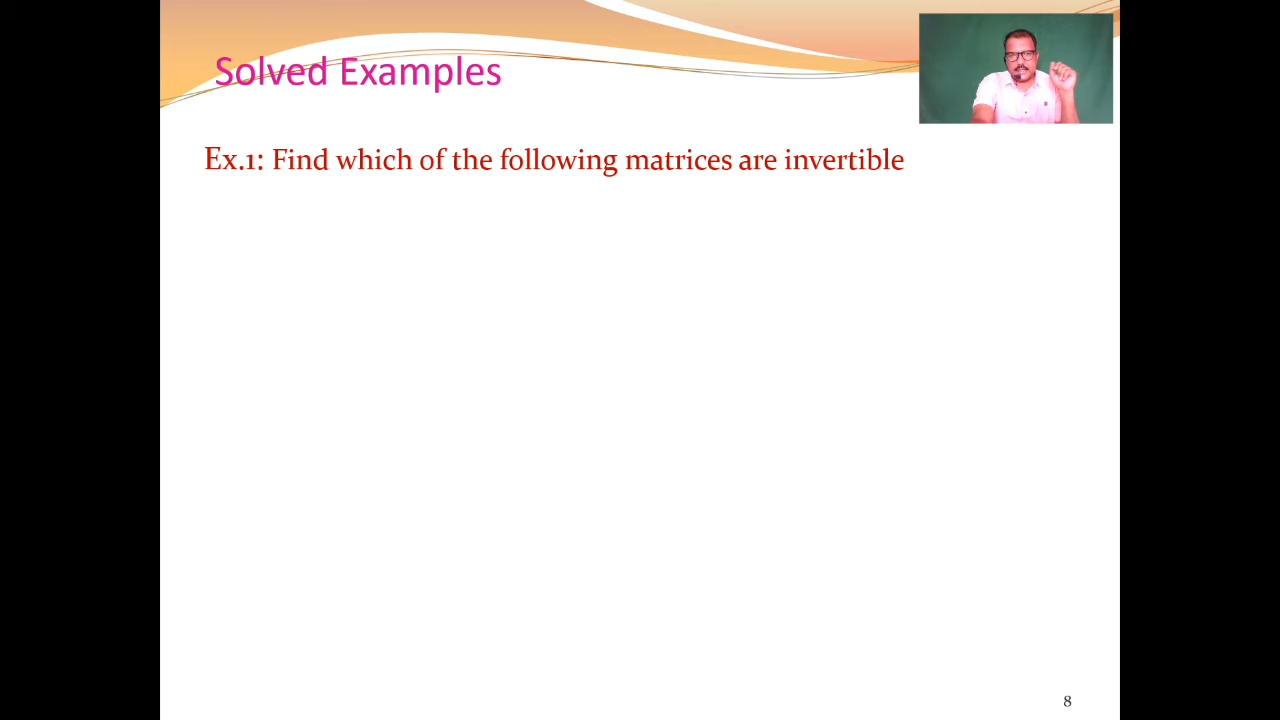 Solved Examples
Ex.1: Find which of the following matrices are invertible
8